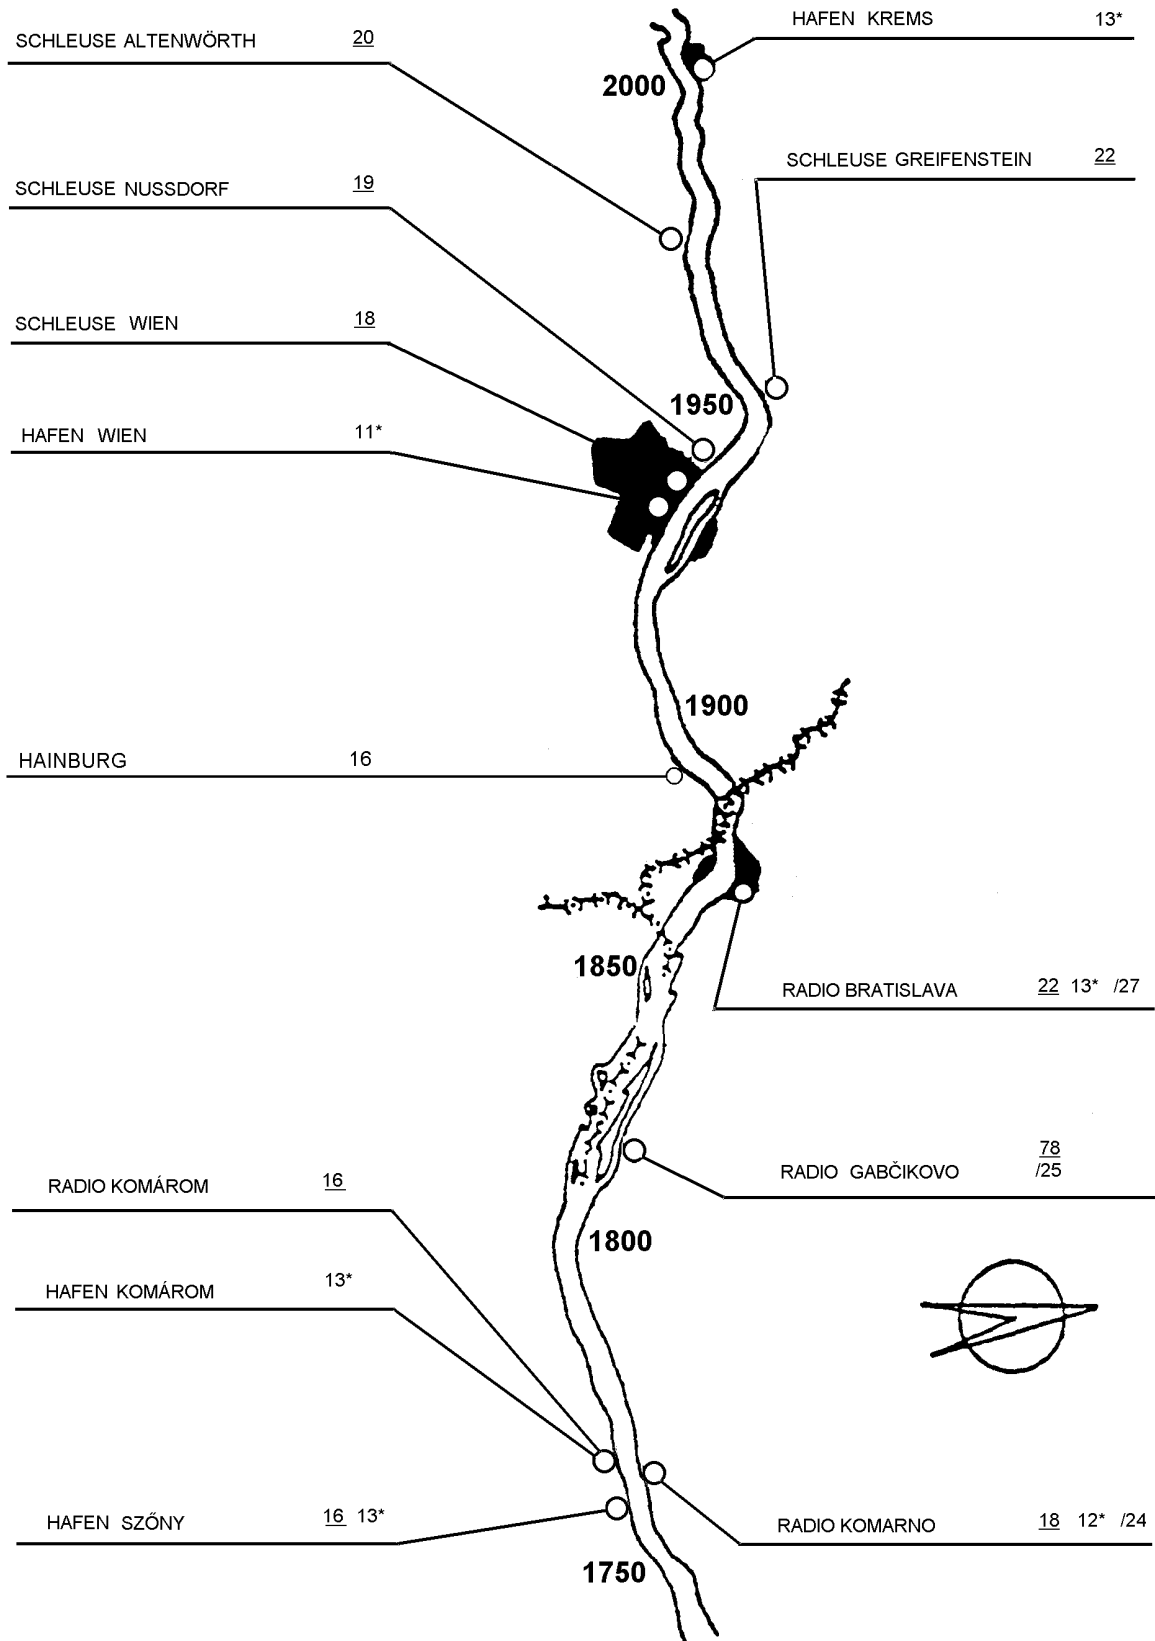 HAFEN KREMS 13*
SCHLEUSE ALTENWÖRTH 20
2000
SCHLEUSE GREIFENSTEIN 22
SCHLEUSE NUSSDORF 19
SCHLEUSE WIEN 18
1950
HAFEN WIEN 11*
1900
HAINBURG 16
1850
RADIO BRATISLAVA 22 13* /27
RADIO GABČIKOVO 78
/25
RADIO KOMÁROM 16
1800
HAFEN KOMÁROM 13*
HAFEN SZŐNY 16 13*
RADIO KOMARNO 18 12* /24
1750